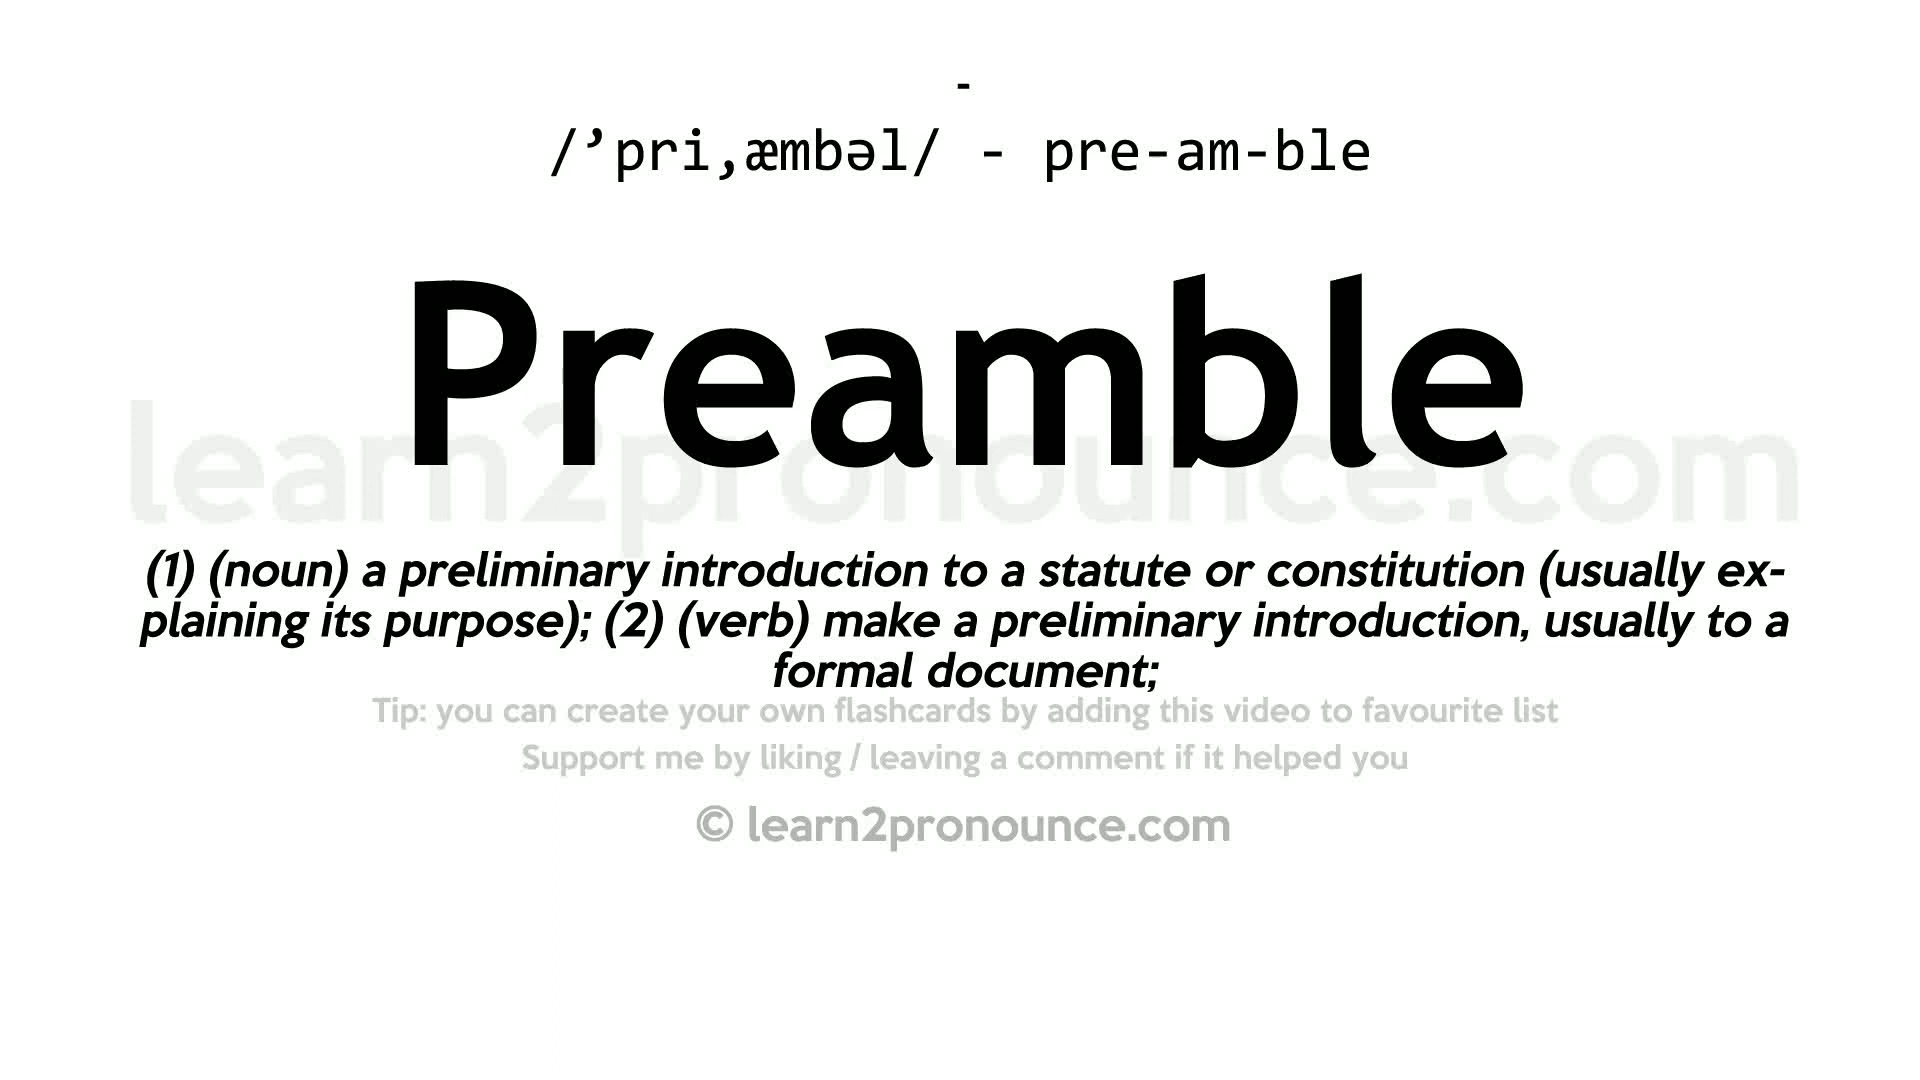 -
/’pri,æmbəl/ - pre-am-ble
Preamble
learn2pronounce.com
(1) (noun) a preliminary introduction to a statute or constitution (usually ex-
plaining its purpose); (2) (verb) make a preliminary introduction, usually to a
formal document;
Tip: you can create your own flashcards by adding this video to favourite list
Support me by liking / leaving a comment if it helped you
© learn2pronounce.com